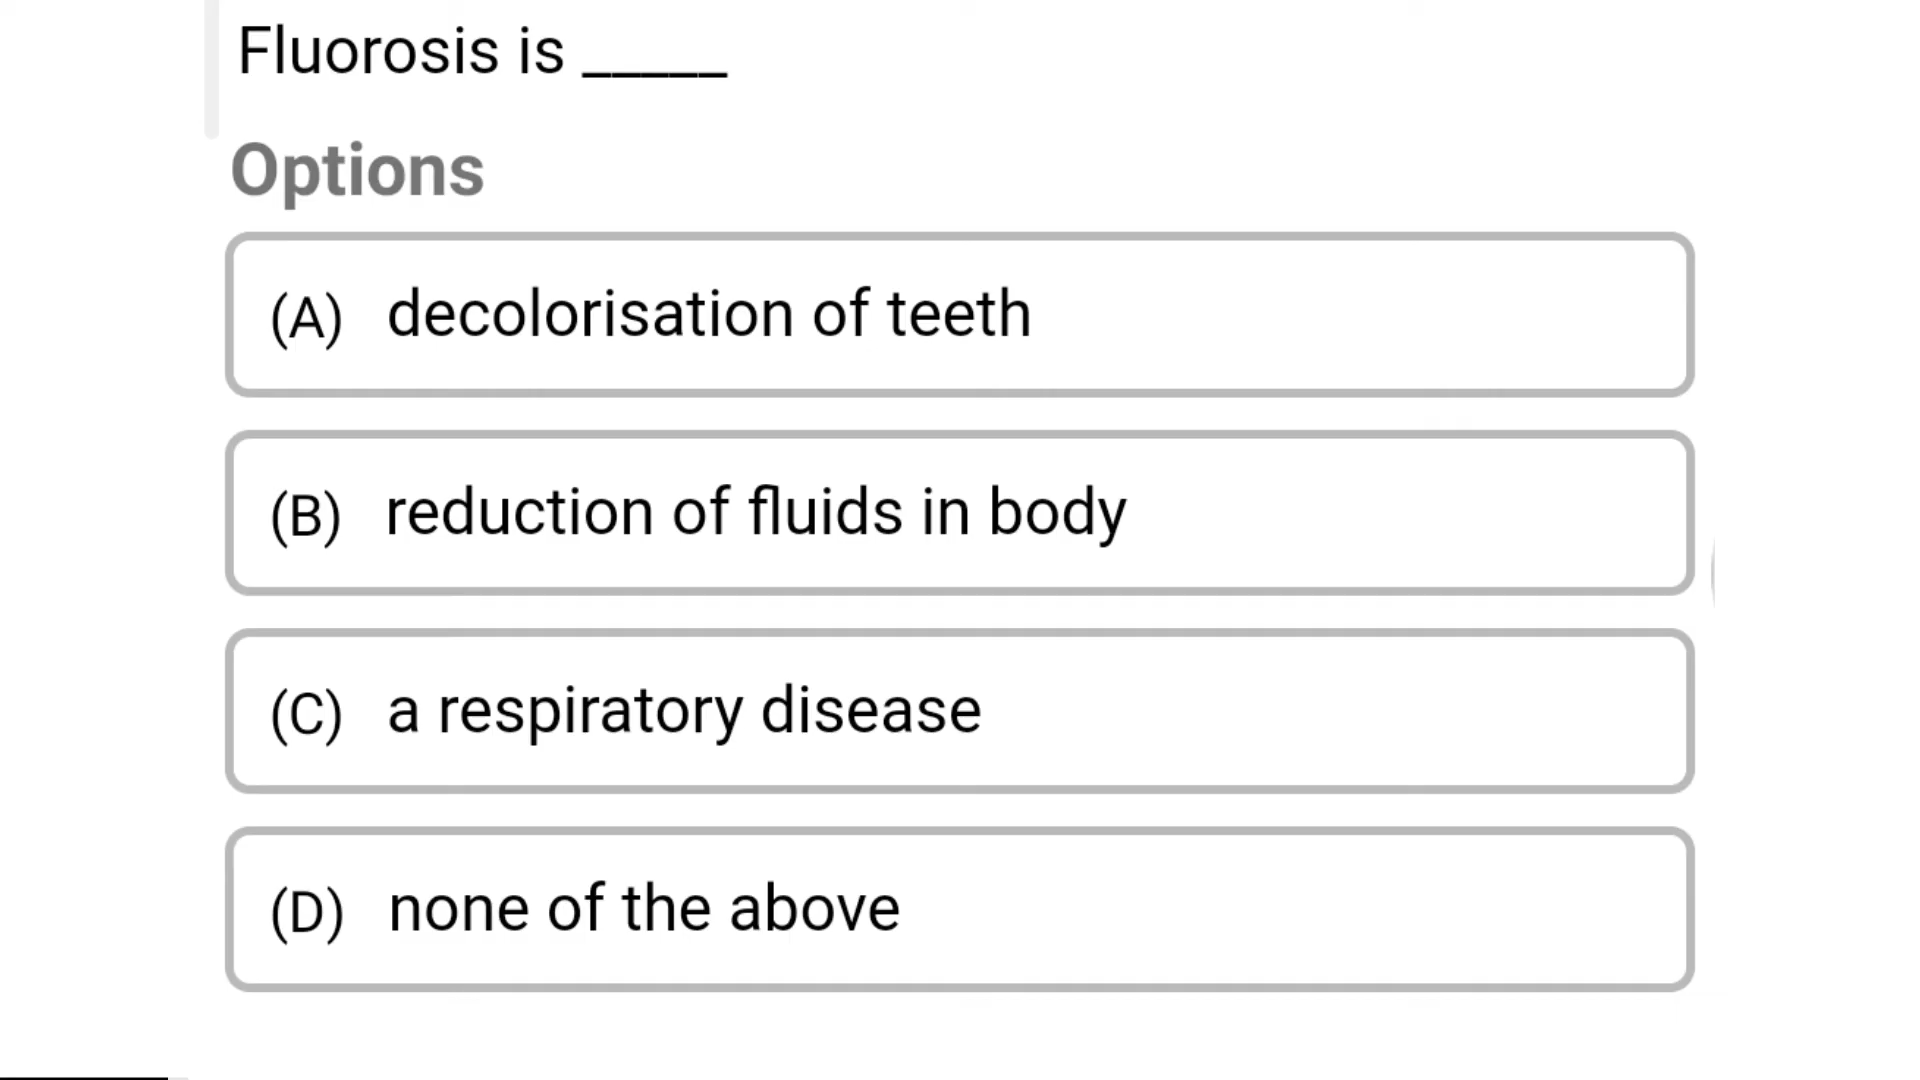 Fluorosis is _____
Options
(A) decolorisation of teeth
(B) reduction of fluids in body
(C) a respiratory disease
(D) none of the above